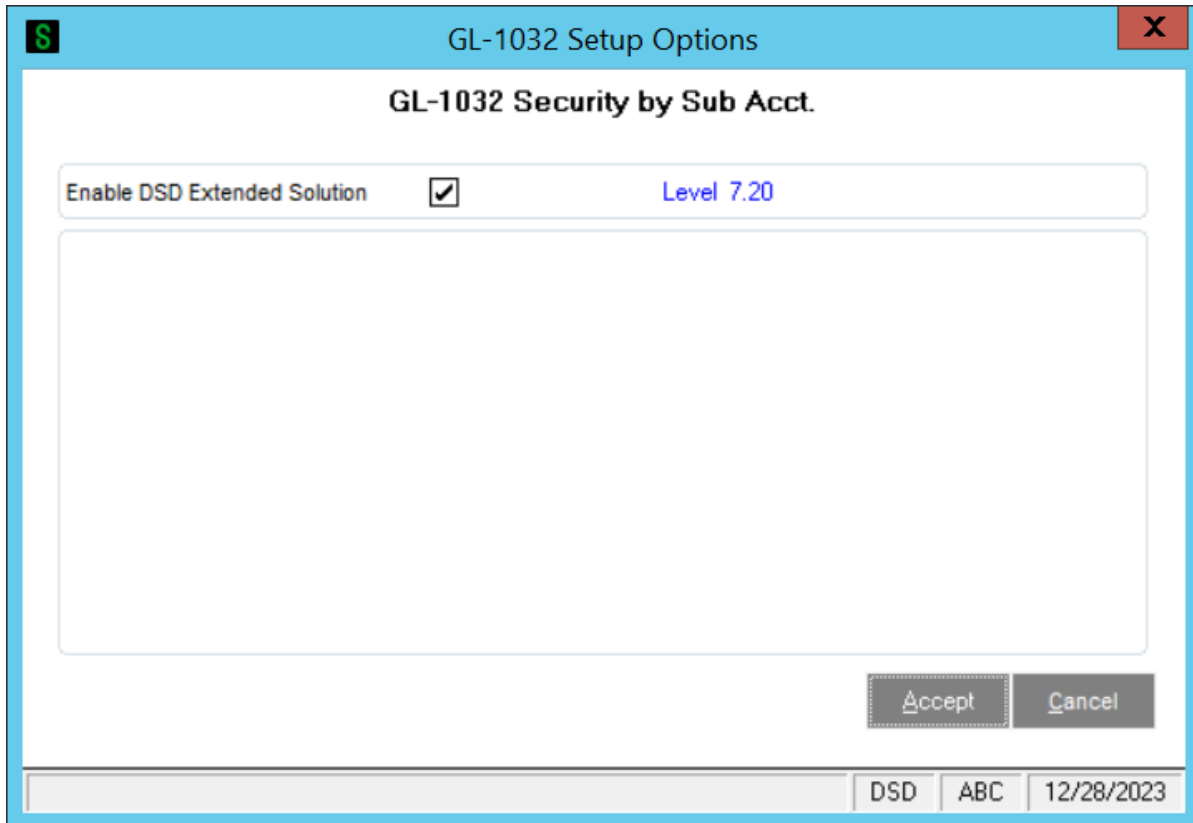 S
GL-1032 Setup Options
X
GL-1032 Security by Sub Acct.
Enable DSD Extended Solution Level 7.20
Accept Cancel
DSD ABC 12/28/2023